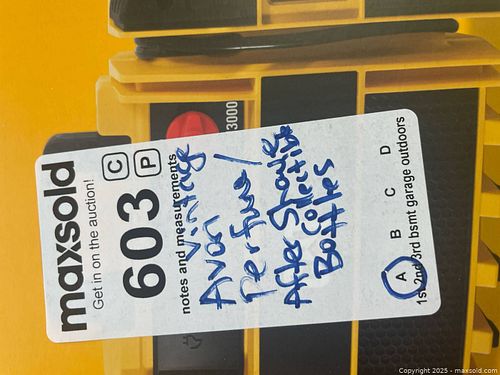 maxsold
Get in on the auction!
603
C
P
notes and measurements
Vintage
Avon
Perfume/
After Shave
Collectible
Bottles
A B C D
1st 2nd 3rd bsmt garage outdoors
3000
Copyright 2025 - maxsold.com